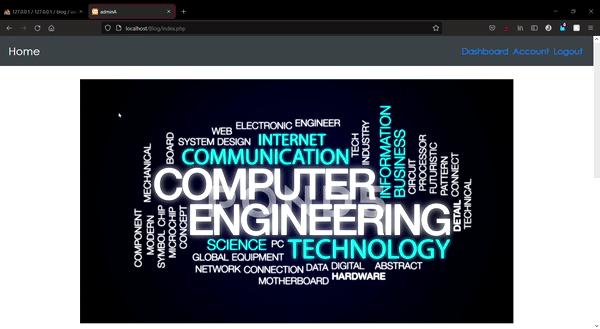 127.0.0.1 / 127.0.0.1 / blog / us
adminA
localhost/Blog/index.php
Home
Dashboard Account Logout
ELECTRONIC ENGINEER
WEB
SYSTEM DESIGN INTERNET
COMMUNICATION
COMPUTER
ENGINEERING
SCIENCE PC TECHNOLOGY
GLOBAL EQUIPMENT
NETWORK CONNECTION DATA DIGITAL ABSTRACT
MOTHERBOARD HARDWARE
MECHANICAL
BOARD
COMPONENT
MODERN
SYMBOL CHIP
MICROCHIP
CONCEPT
TECH
INDUSTRY
INFORMATION
BUSINESS
CIRCUIT
PROCESSOR
FUTURISTIC
PATTERN
CONNECT
DETAIL
TECHNICAL